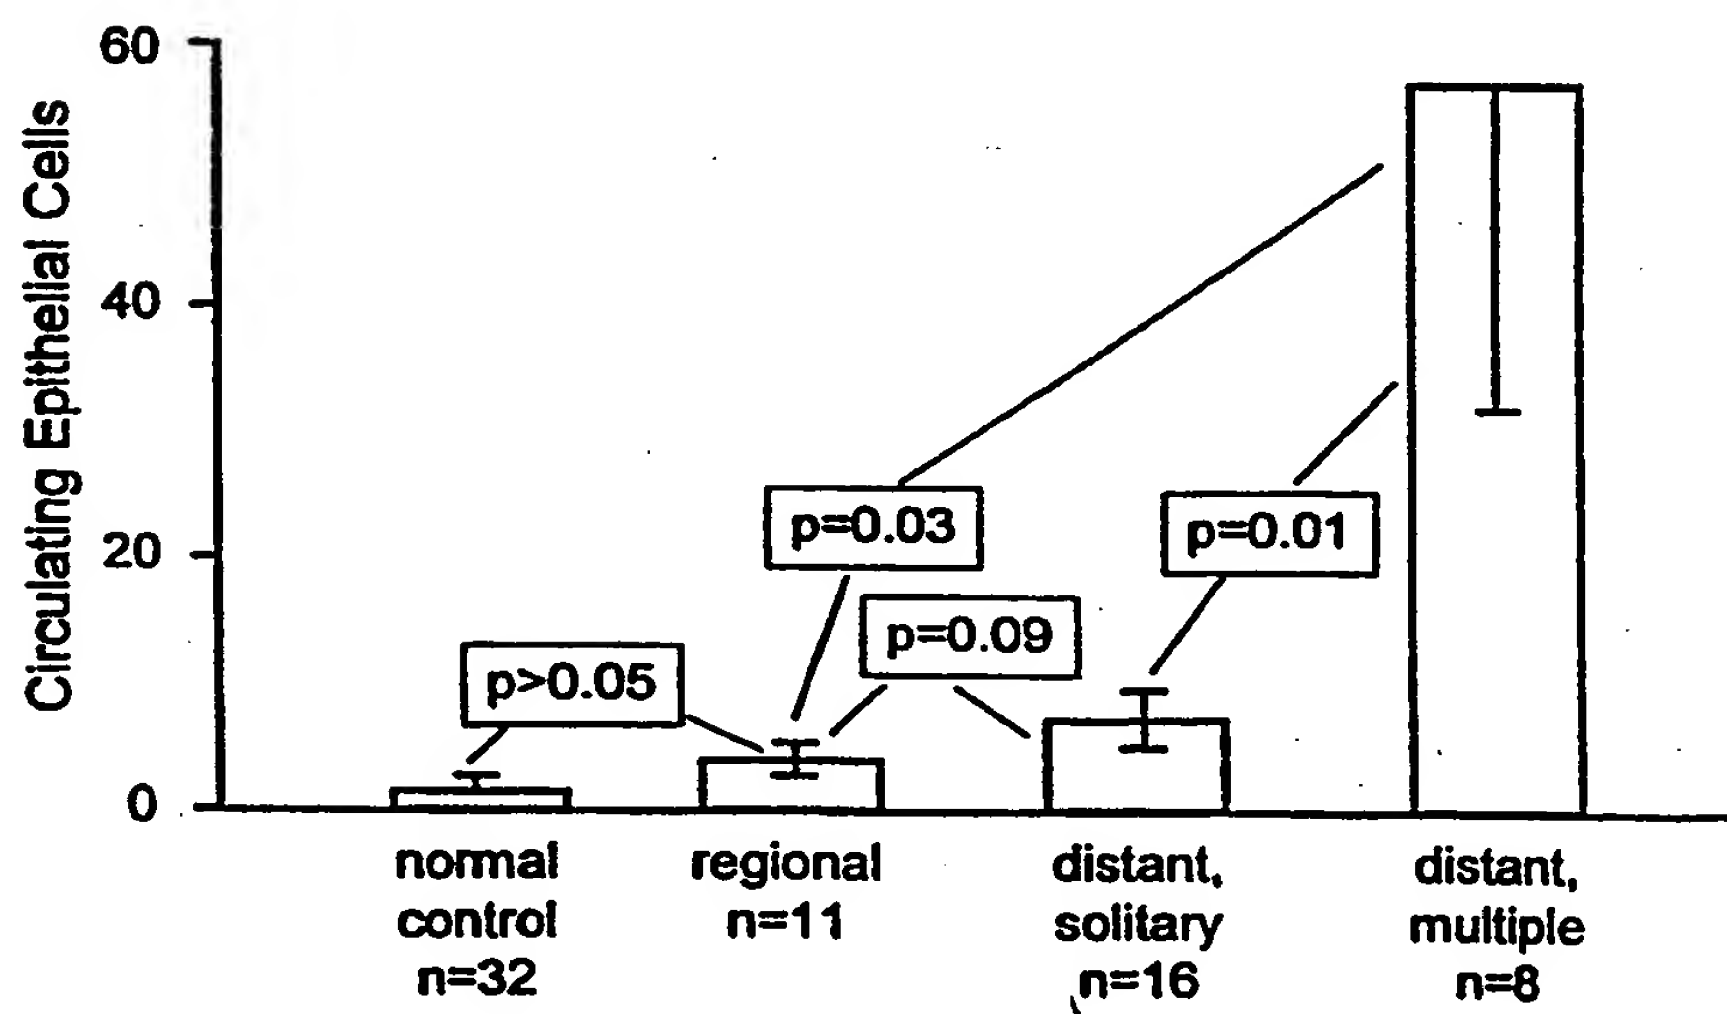 Circulating Epithelial Cells
60
40
20
0
p>0.05
p=0.03
p=0.09
p=0.01
normal
control
n=32
regional
n=11
distant,
solitary
n=16
distant,
multiple
n=8